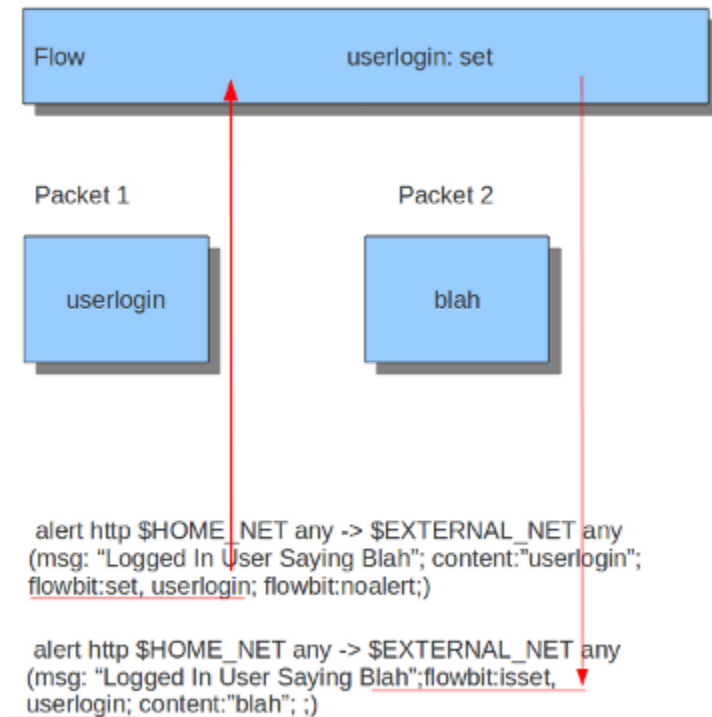 Flow userlogin: set
Packet 1 Packet 2
userlogin blah
alert http $HOME_NET any -> $EXTERNAL_NET any
(msg: “Logged In User Saying Blah”; content:”userlogin”;
flowbit:set, userlogin; flowbit:noalert;)
alert http $HOME_NET any -> $EXTERNAL_NET any
(msg: “Logged In User Saying Blah”;flowbit:isset,
userlogin; content:”blah”; ;)